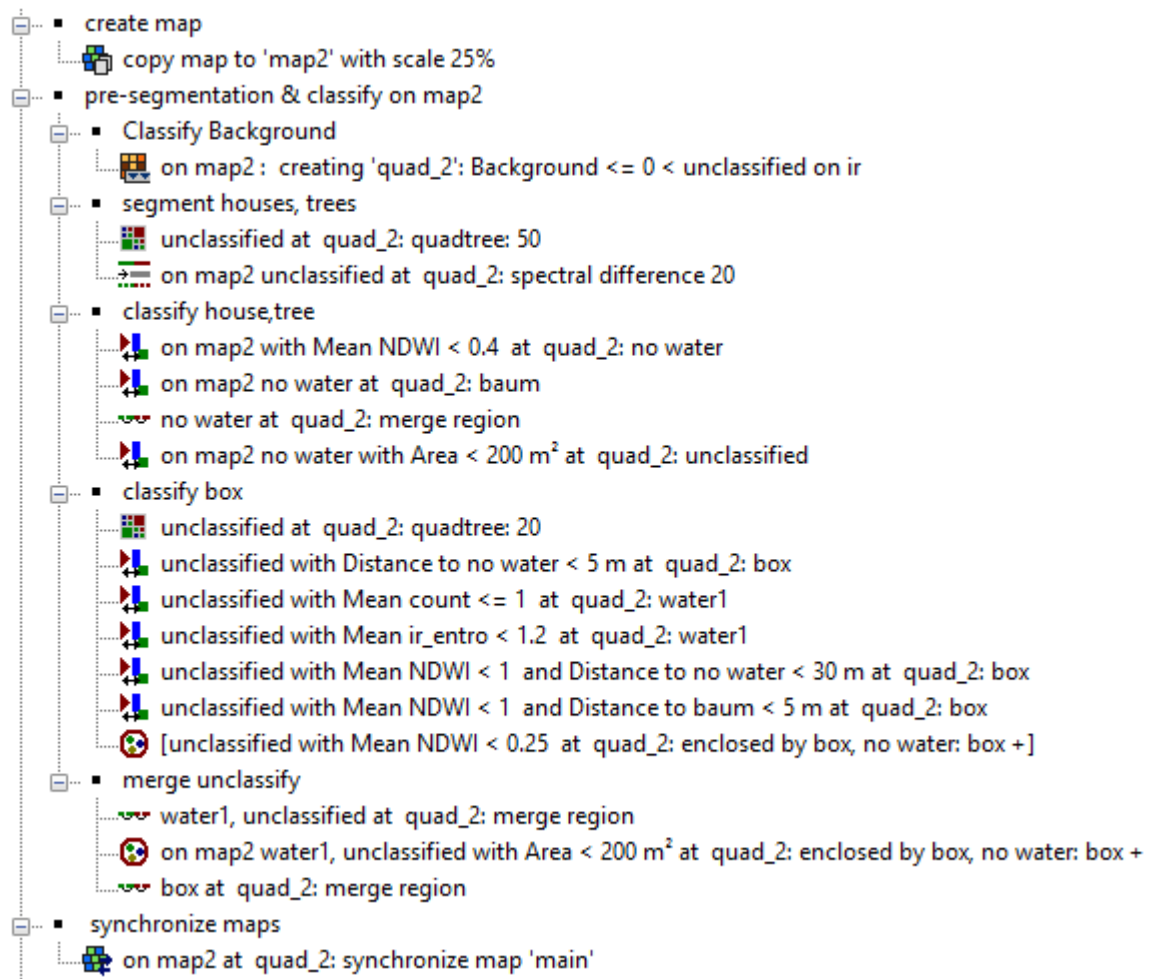 create map
copy map to 'map2' with scale 25%
pre-segmentation & classify on map2
Classify Background
on map2 : creating 'quad_2': Background <= 0 < unclassified on ir
segment houses, trees
unclassified at quad_2: quadtree: 50
on map2 unclassified at quad_2: spectral difference 20
classify house,tree
on map2 with Mean NDWI < 0.4 at quad_2: no water
on map2 no water at quad_2: baum
no water at quad_2: merge region
on map2 no water with Area < 200 m² at quad_2: unclassified
classify box
unclassified at quad_2: quadtree: 20
unclassified with Distance to no water < 5 m at quad_2: box
unclassified with Mean count <= 1 at quad_2: water1
unclassified with Mean ir_entro < 1.2 at quad_2: water1
unclassified with Mean NDWI < 1 and Distance to no water < 30 m at quad_2: box
unclassified with Mean NDWI < 1 and Distance to baum < 5 m at quad_2: box
[unclassified with Mean NDWI < 0.25 at quad_2: enclosed by box, no water: box +]
merge unclassify
water1, unclassified at quad_2: merge region
on map2 water1, unclassified with Area < 200 m² at quad_2: enclosed by box, no water: box +
box at quad_2: merge region
synchronize maps
on map2 at quad_2: synchronize map 'main'